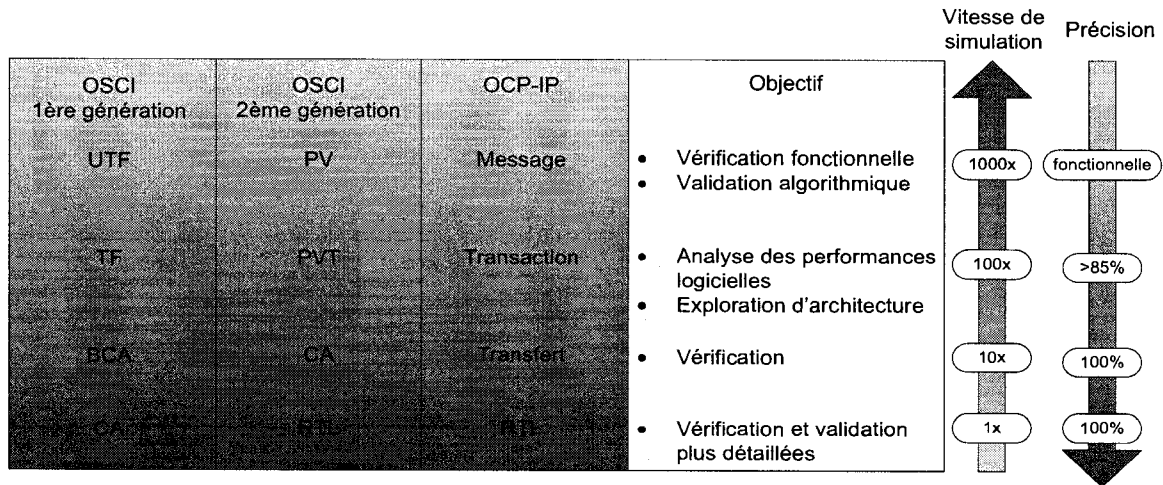 Vitesse de
simulation
Précision
OSCI
1ère génération
OSCI
2ème génération
OCP-IP
Objectif
UTF
PV
Message
• Vérification fonctionnelle
• Validation algorithmique
1000x
fonctionnelle
TF
PVT
Transaction
• Analyse des performances
logicielles
• Exploration d'architecture
100x
>85%
BCA
CA
Transfert
• Vérification
10x
100%
CA
RTL
RTL
• Vérification et validation
plus détaillées
1x
100%